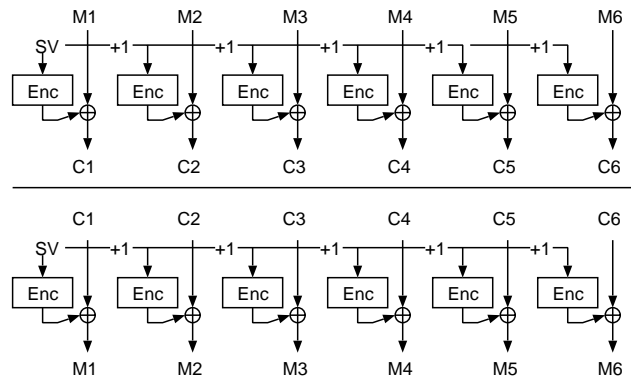 M1 M2 M3 M4 M5 M6
SV +1 +1 +1 +1 +1
Enc Enc Enc Enc Enc Enc
C1 C2 C3 C4 C5 C6
C1 C2 C3 C4 C5 C6
SV +1 +1 +1 +1 +1
Enc Enc Enc Enc Enc Enc
M1 M2 M3 M4 M5 M6